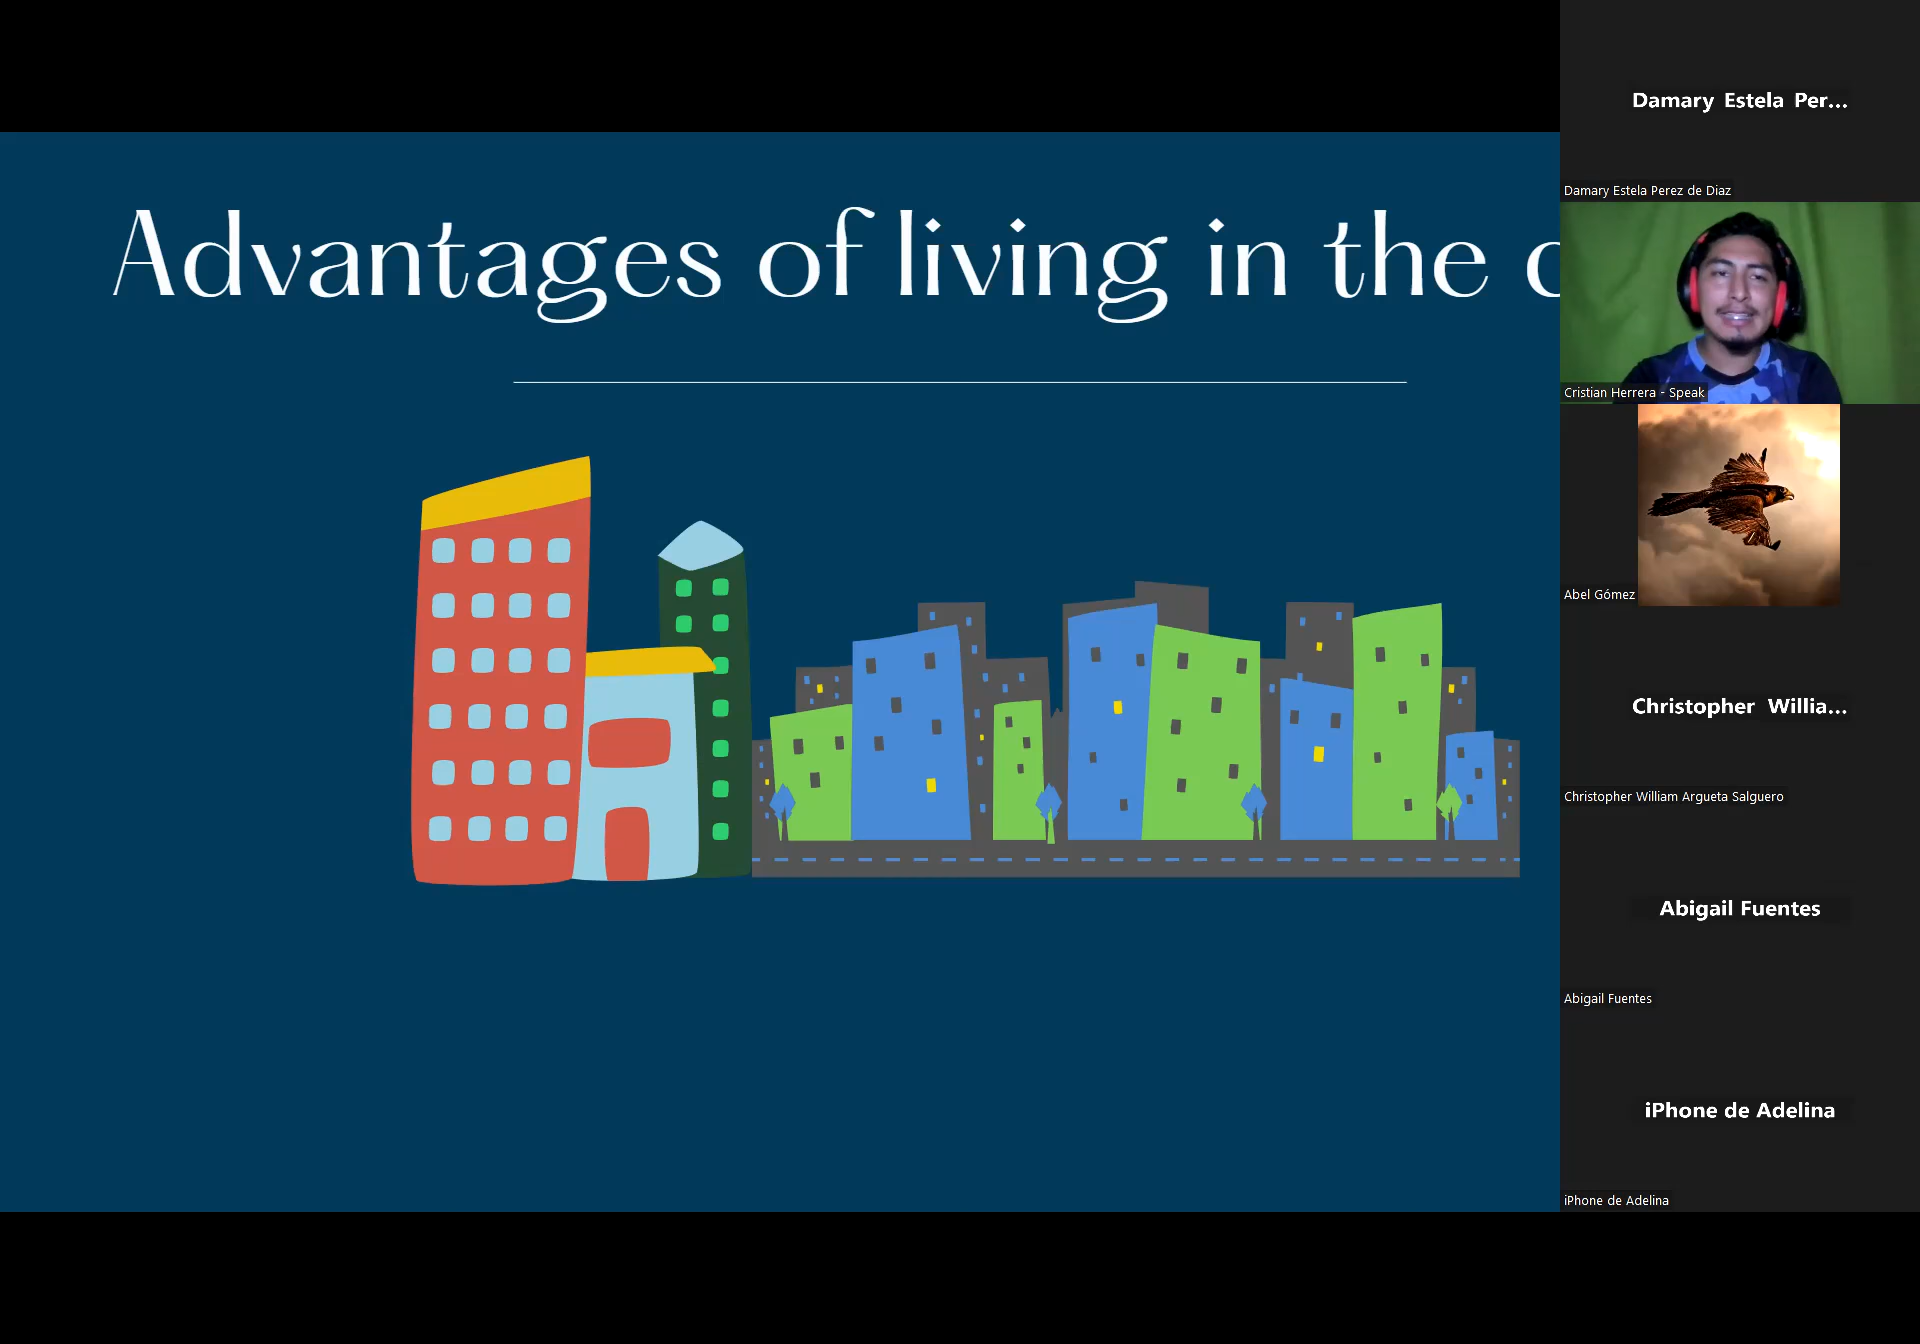 Advantages of living in the
Damary Estela Per...
Damary Estela Perez de Diaz
Cristian Herrera - Speak
Abel Gómez
Christopher Willia...
Christopher William Argueta Salguero
Abigail Fuentes
Abigail Fuentes
iPhone de Adelina
iPhone de Adelina